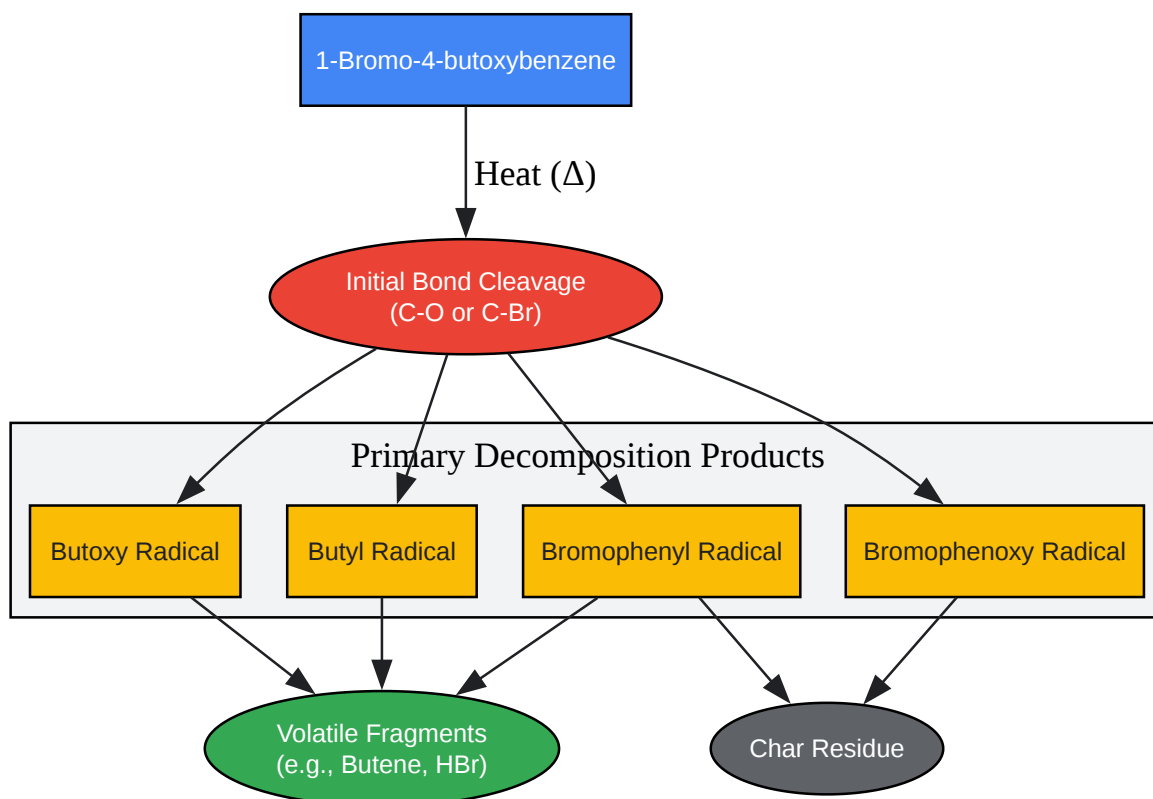 1-Bromo-4-butoxybenzene
Heat (Δ)
Initial Bond Cleavage
(C-O or C-Br)
Primary Decomposition Products
Butoxy Radical
Butyl Radical
Bromophenyl Radical
Bromophenoxy Radical
Volatile Fragments
(e.g., Butene, HBr)
Char Residue